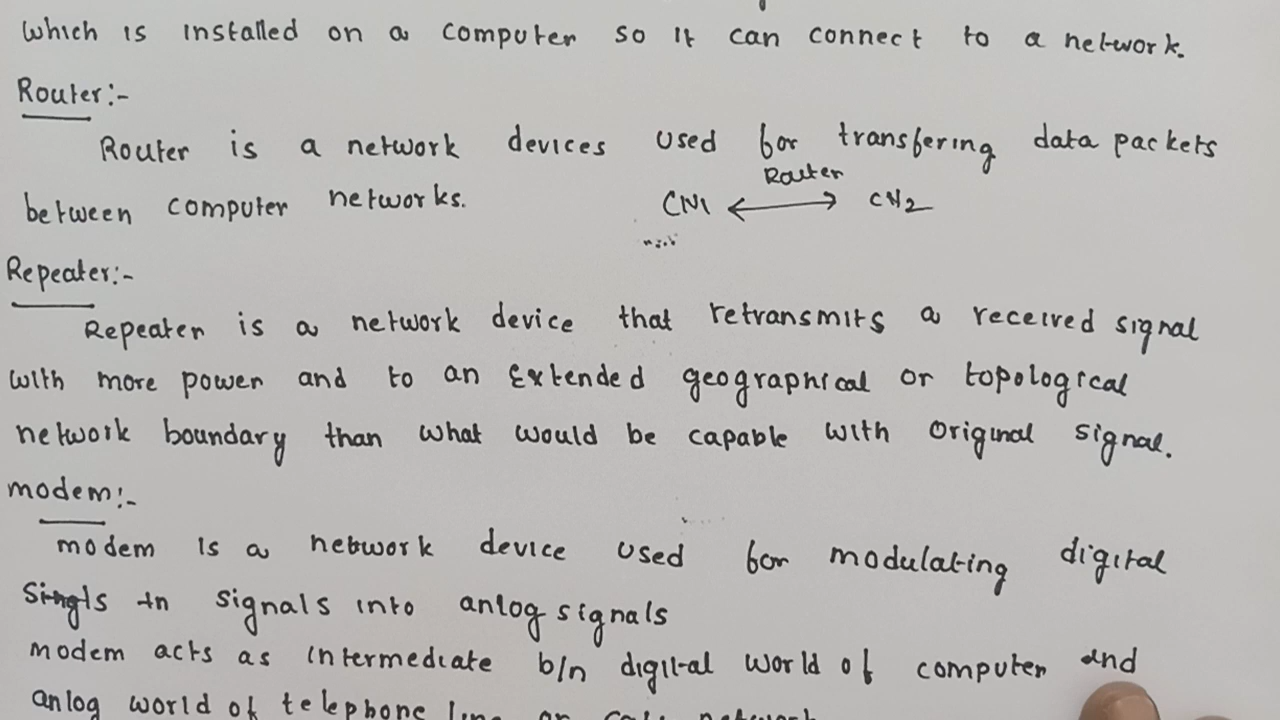 which is installed on a computer so it can connect to a network.
Router:-
Router is a network devices used for transfering data packets
Router
between computer networks. CN1 ⟷ CN2
Repeater:-
Repeater is a network device that retransmits a received signal
with more power and to an Extended geographical or topological
network boundary than what would be capable with original signal.
modem:-
modem is a network device used for modulating digital
signals into anlog signals
modem acts as intermediate b/n digital world of computer and
anlog world of telephone line or network